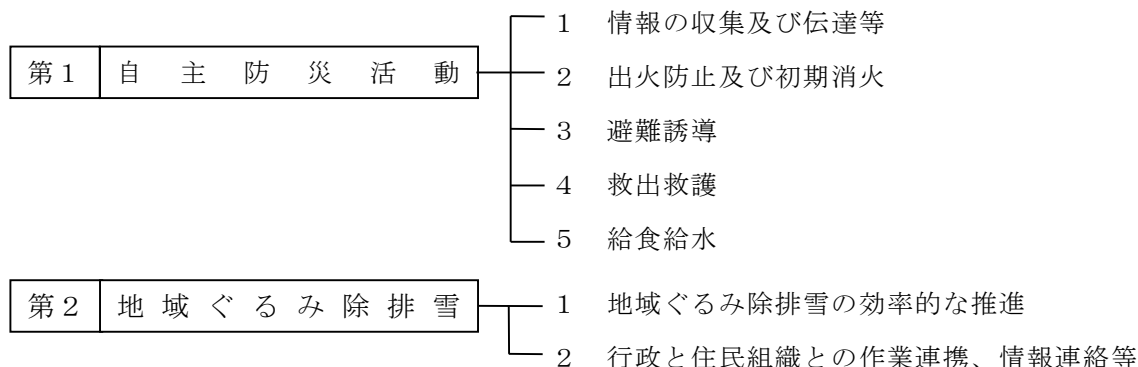 １　情報の収集及び伝達等
第１　自主防災活動　２　出火防止及び初期消火
３　避難誘導
４　救出救護
５　給食給水
第２　地域ぐるみ除排雪　１　地域ぐるみ除排雪の効率的な推進
２　行政と住民組織との作業連携、情報連絡等